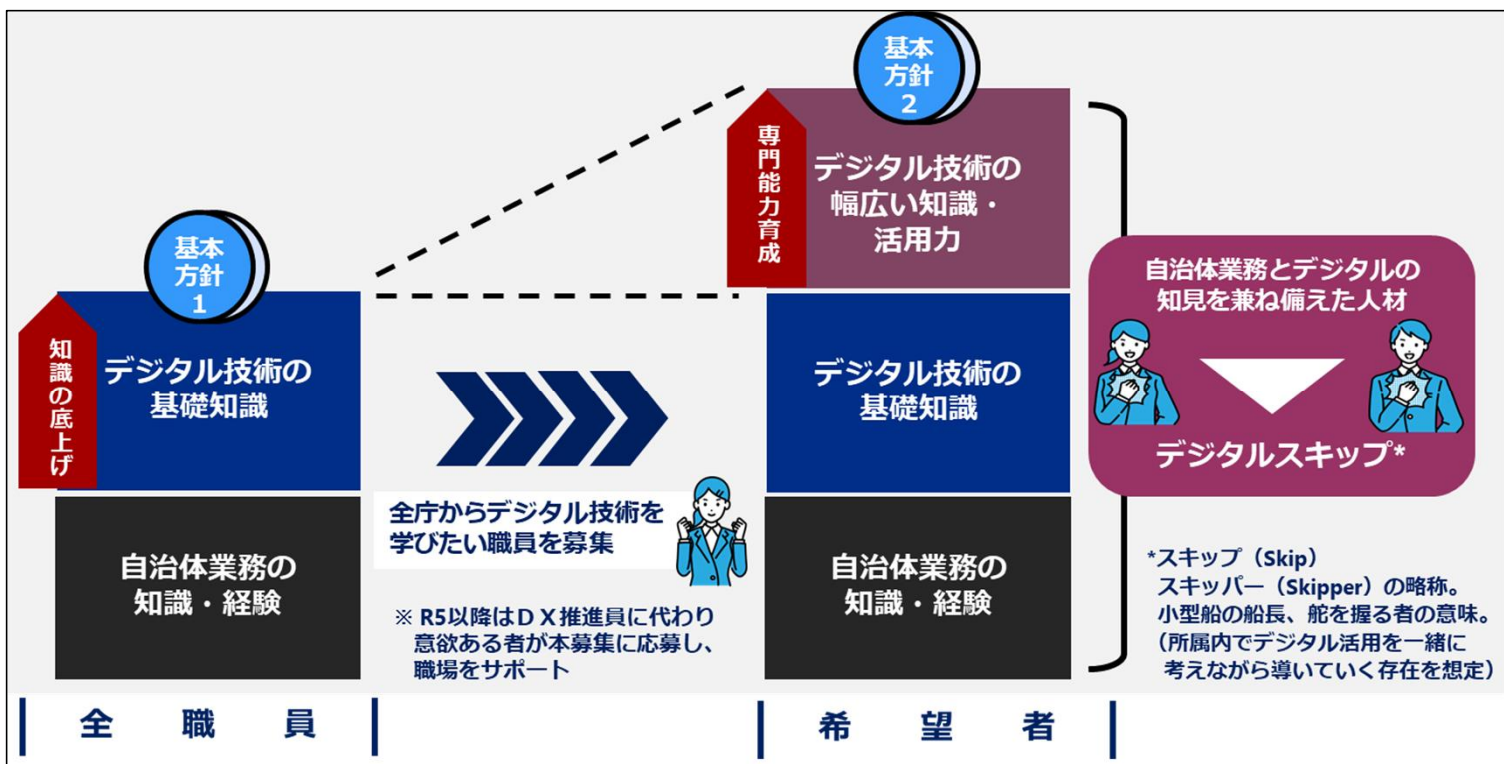 基本
方針
1
知識の底上げ
デジタル技術の
基礎知識
自治体業務の
知識・経験
全職員
全庁からデジタル技術を
学びたい職員を募集
※ R5以降はＤＸ推進員に代わり
意欲ある者が本募集に応募し、
職場をサポート
基本
方針
2
専門能力育成
デジタル技術の
幅広い知識・
活用力
デジタル技術の
基礎知識
自治体業務の
知識・経験
希望者
自治体業務とデジタルの
知見を兼ね備えた人材
デジタルスキップ*
*スキップ（Skip）
スキッパー（Skipper）の略称。
小型船の船長、舵を握る者の意味。
（所属内でデジタル活用を一緒に
考えながら導いていく存在を想定）